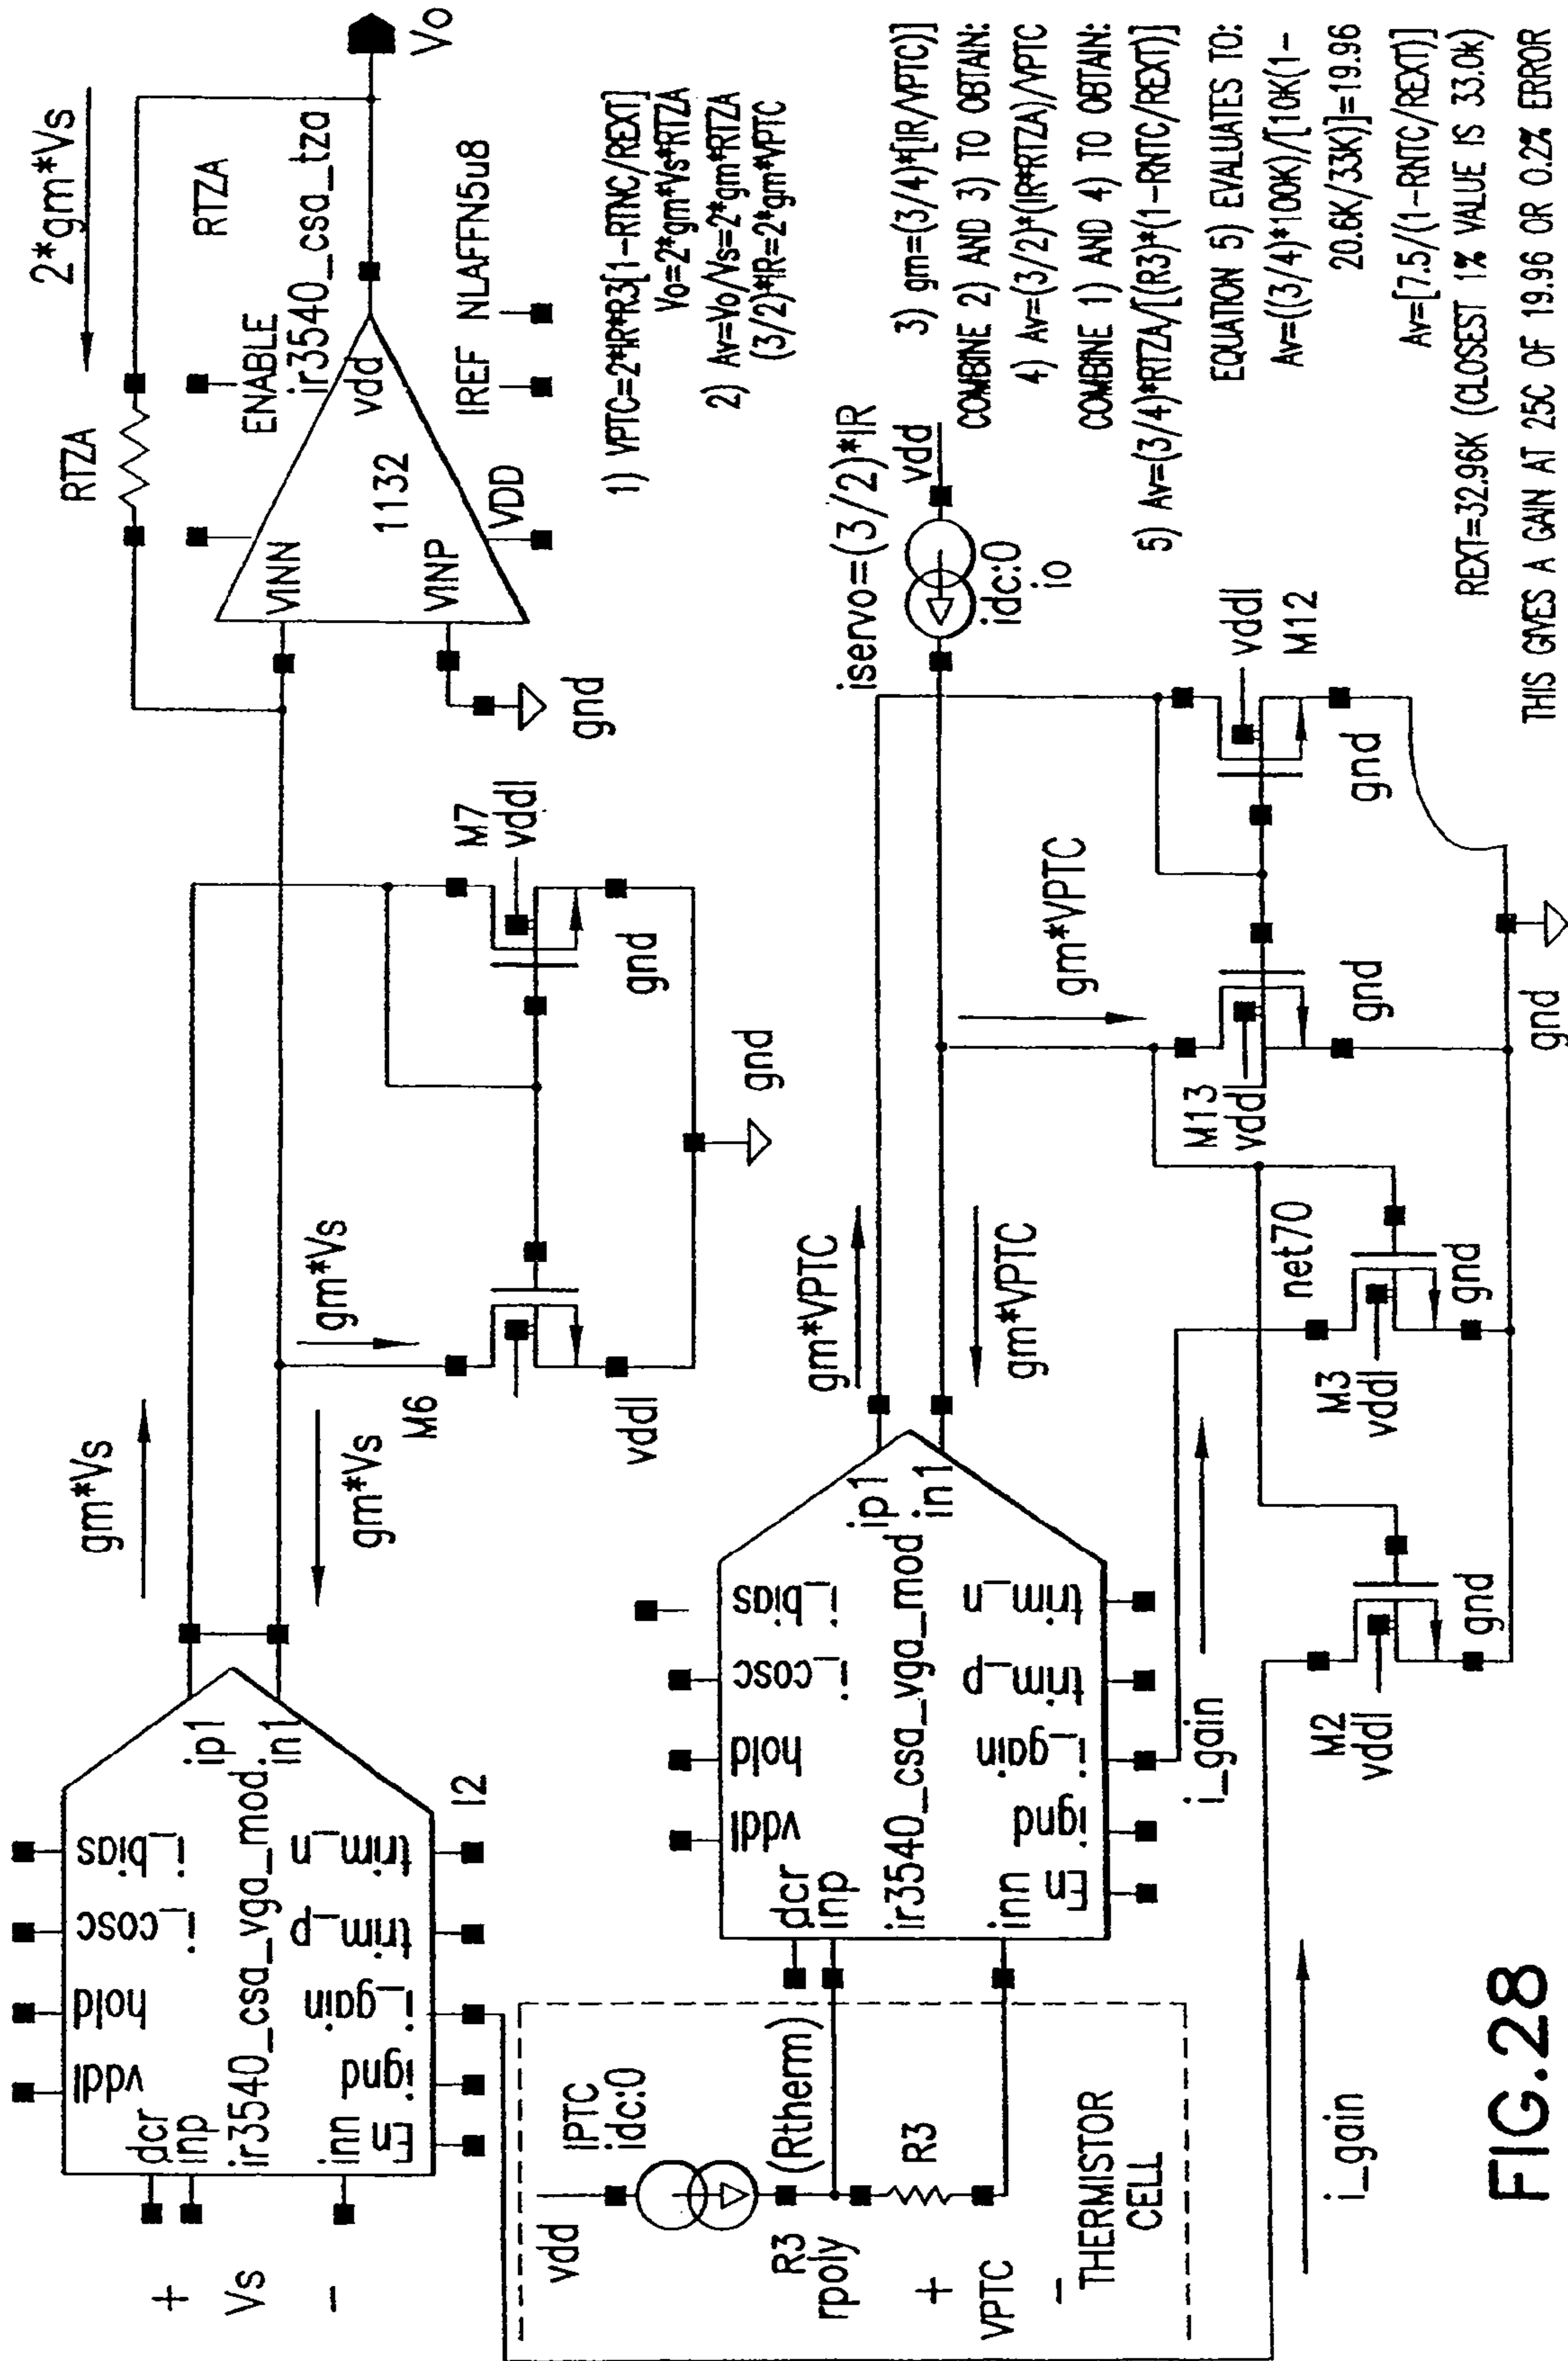 2*gm*Vs
RTZA
RTZA
ENABLE
ir3540_csa_tza
vdd
1132
VINN
VINP
VDD
IREF NLAFFN5u8
Vo
gnd
gm*Vs
gm*Vs
gm*Vs
M7
vddl
gnd
M6
vddl
gnd
vddl
hold
i_cosc
i_bias
dcr
inp
ir3540_csa_vga_mod
inn
ip1
in1
En
ignd
i_gain
trim_p
trim_n
I2
+
Vs
-
1) VPTC=2*IR*R3[1-RTNC/REXT]
Vo=2*gm*Vs*RTZA
2) Av=Vo/Vs=2*gm*RTZA
(3/2)*IR=2*gm*VPTC
3) gm=(3/4)*[IR/VPTC)]
COMBINE 2) AND 3) TO OBTAIN:
4) Av=(3/2)*(IR*RTZA)/VPTC
COMBINE 1) AND 4) TO OBTAIN:
5) Av=(3/4)*RTZA/[(R3)*(1-RNTC/REXT)]
EQUATION 5) EVALUATES TO:
Av=((3/4)*100K)/[10K(1-
20.6K/33K)]=19.96
Av=[7.5/(1-RNTC/REXT)]
REXT=32.96K (CLOSEST 1% VALUE IS 33.0k)
THIS GIVES A GAIN AT 25C OF 19.96 OR 0.2% ERROR
iservo=(3/2)*IR
vdd
idc:0
io
gm*VPTC
gm*VPTC
gm*VPTC
vddl
M12
gnd
M13
vddl
gnd
gnd
net70
M3
vddl
gnd
M2
vddl
gnd
vddl
hold
i_cosc
i_bias
dcr
inp
ir3540_csa_vga_mod
inn
ip1
in1
En
ignd
i_gain
trim_p
trim_n
i_gain
i_gain
vdd
iPTC
idc:0
(Rtherm)
R3
rpoly
R3
+
VPTC
-
THERMISTOR
CELL
FIG.28